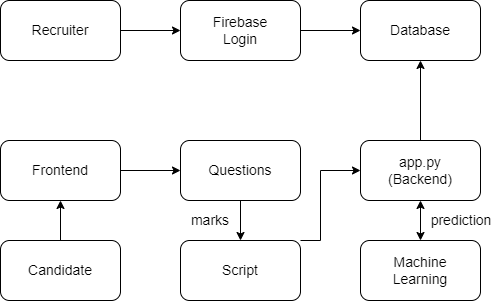 Recruiter
Firebase
Login
Database
Frontend
Questions
app.py
(Backend)
marks
prediction
Candidate
Script
Machine
Learning